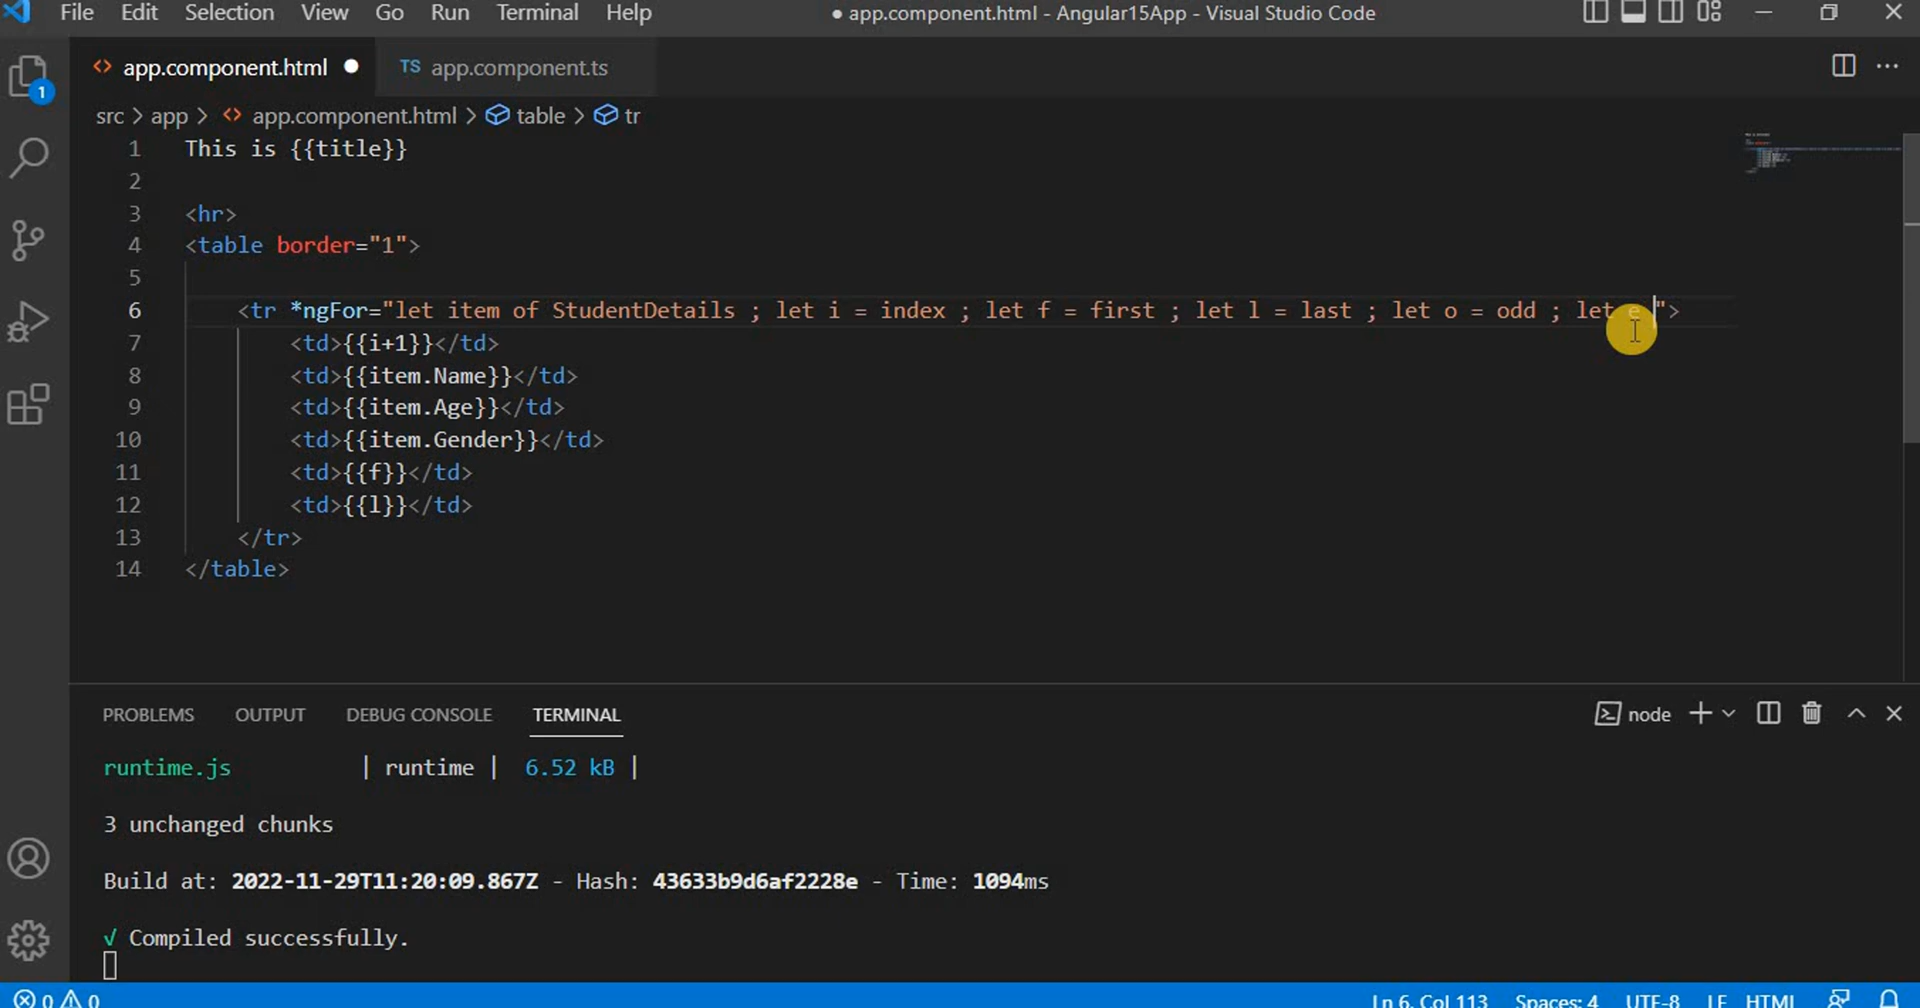 File Edit Selection View Go Run Terminal Help
● app.component.html - Angular15App - Visual Studio Code
app.component.html ● TS app.component.ts
1
src > app > app.component.html > table > tr
1 This is {{title}}
2
3 <hr>
4 <table border="1">
5
6 <tr *ngFor="let item of StudentDetails ; let i = index ; let f = first ; let l = last ; let o = odd ; let e ">
7 <td>{{i+1}}</td>
8 <td>{{item.Name}}</td>
9 <td>{{item.Age}}</td>
10 <td>{{item.Gender}}</td>
11 <td>{{f}}</td>
12 <td>{{l}}</td>
13 </tr>
14 </table>
PROBLEMS OUTPUT DEBUG CONSOLE TERMINAL node
runtime.js | runtime | 6.52 kB |
3 unchanged chunks
Build at: 2022-11-29T11:20:09.867Z - Hash: 43633b9d6af2228e - Time: 1094ms
√ Compiled successfully.
0 0 Ln 6, Col 113 Spaces: 4 UTF-8 LF HTML